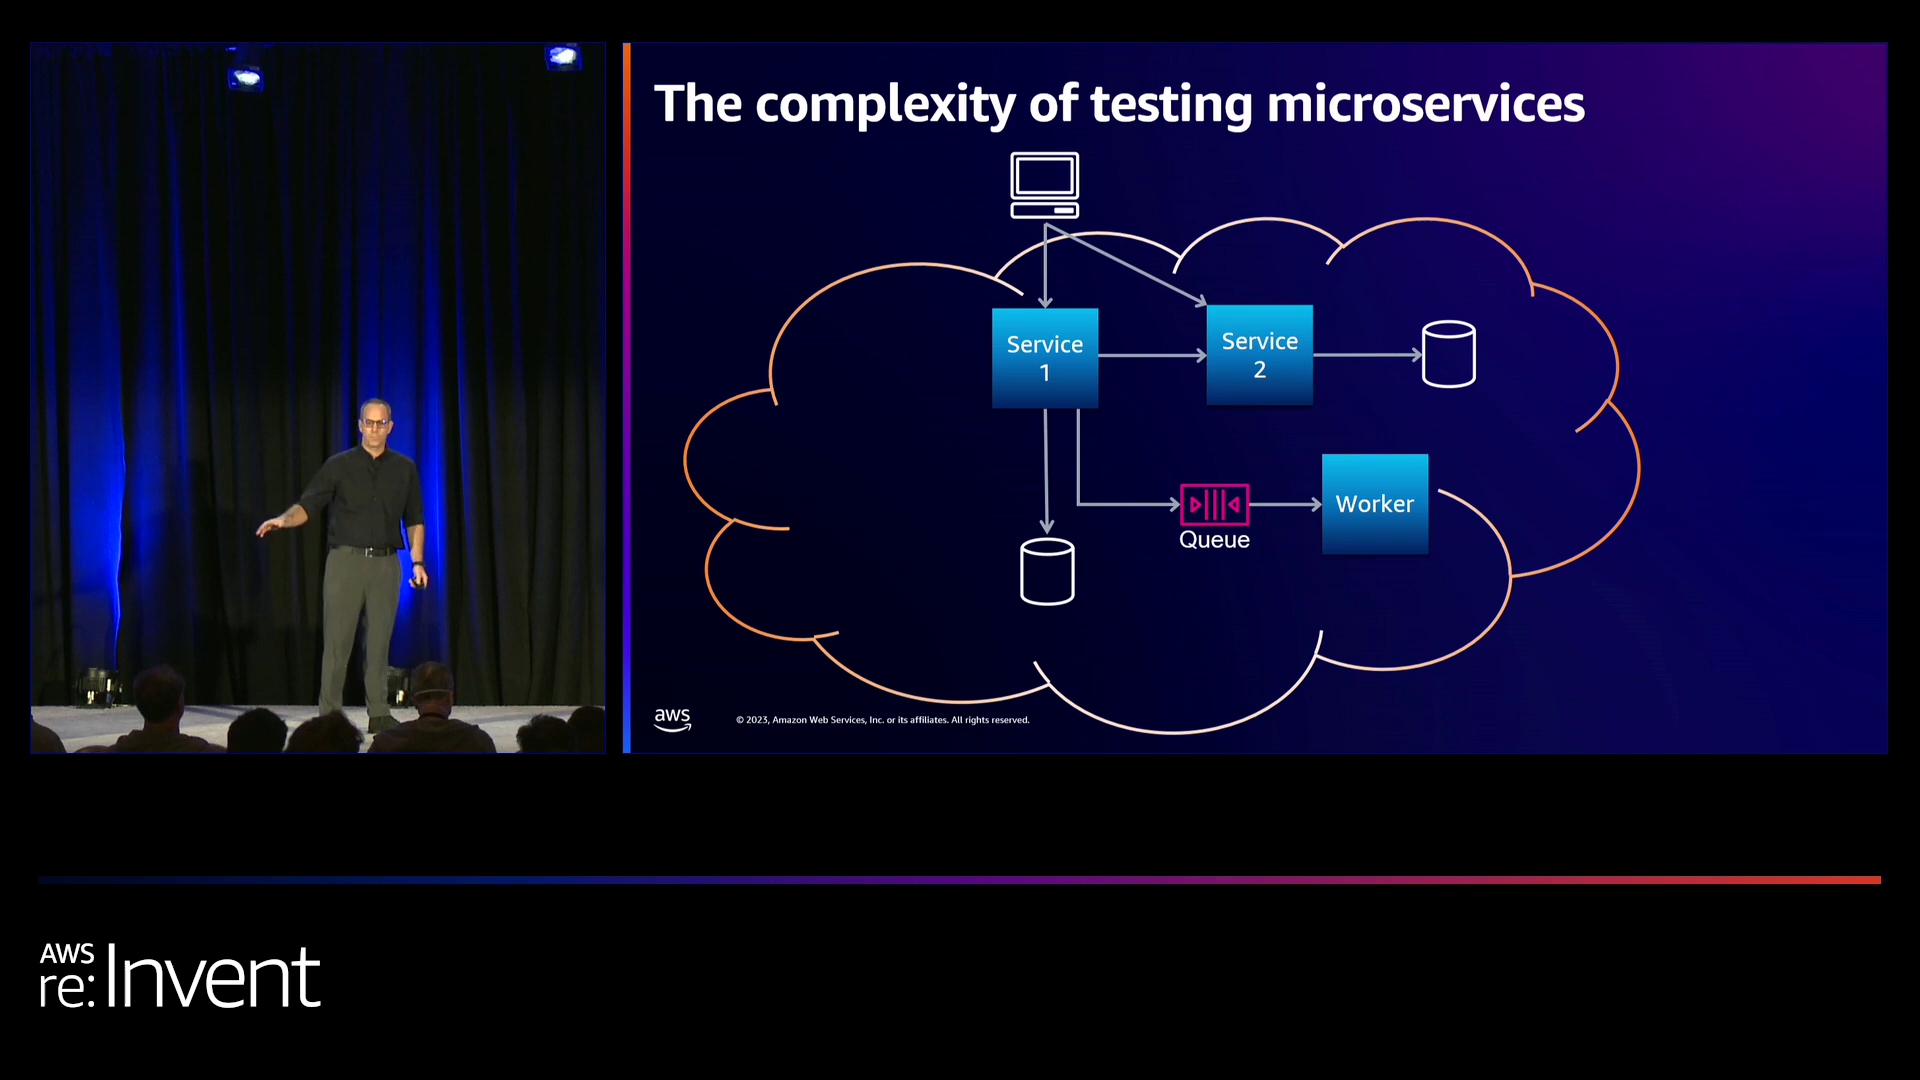 The complexity of testing microservices
Service
1
Service
2
Queue
Worker
aws
© 2023, Amazon Web Services, Inc. or its affiliates. All rights reserved.
AWS
re:Invent